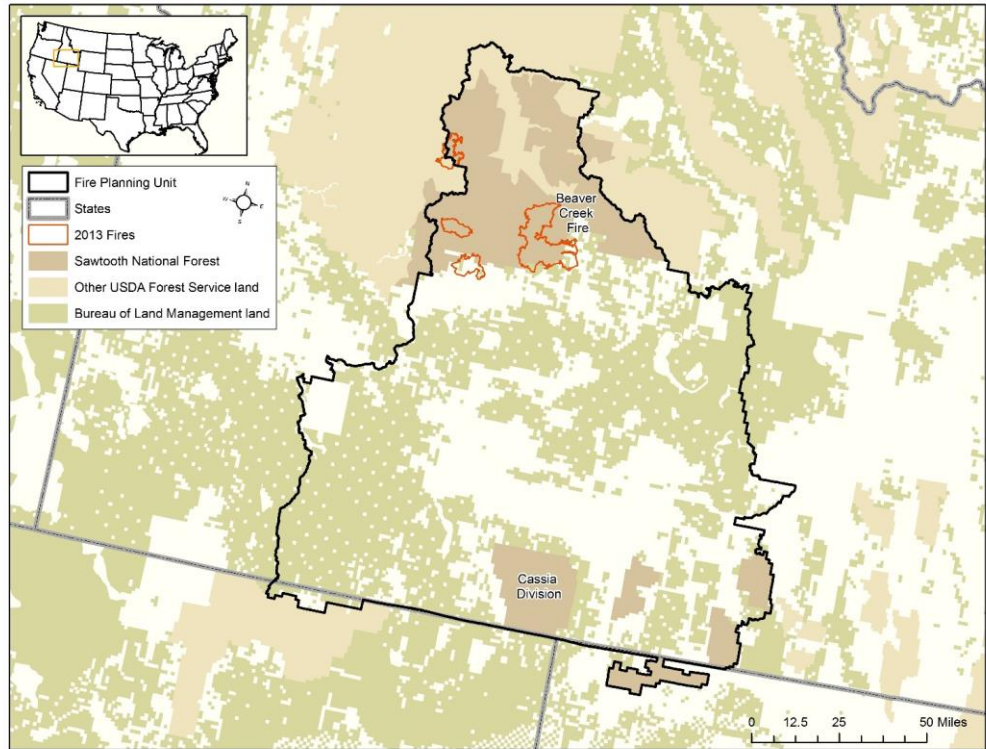 Fire Planning Unit
States
2013 Fires
Sawtooth National Forest
Other USDA Forest Service land
Bureau of Land Management land
N
W
E
S
Beaver
Creek
Fire
Cassia
Division
0 12.5 25 50 Miles